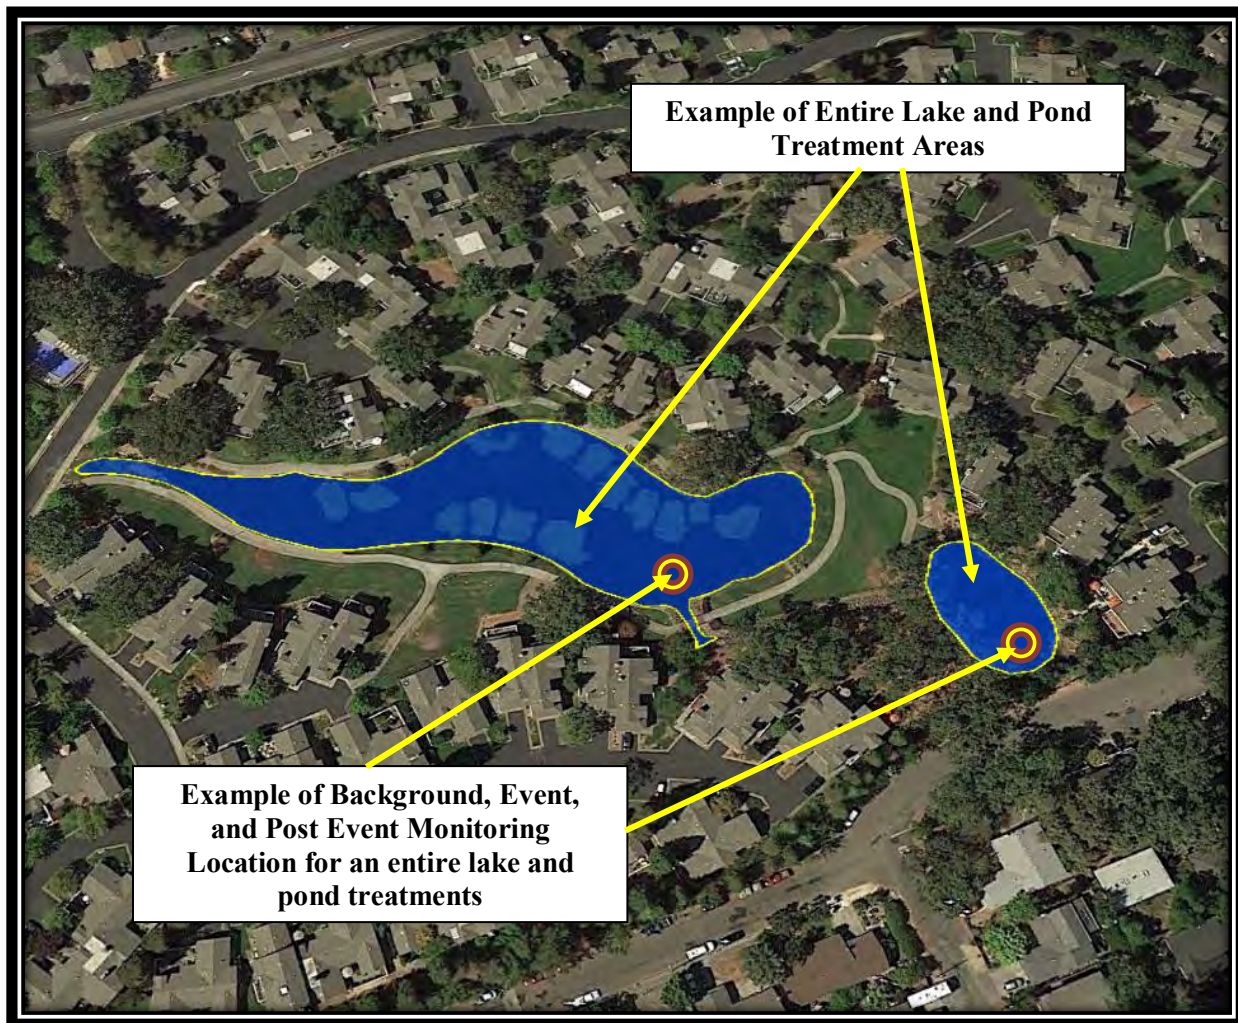 Example of Entire Lake and Pond
Treatment Areas
Example of Background, Event,
and Post Event Monitoring
Location for an entire lake and
pond treatments